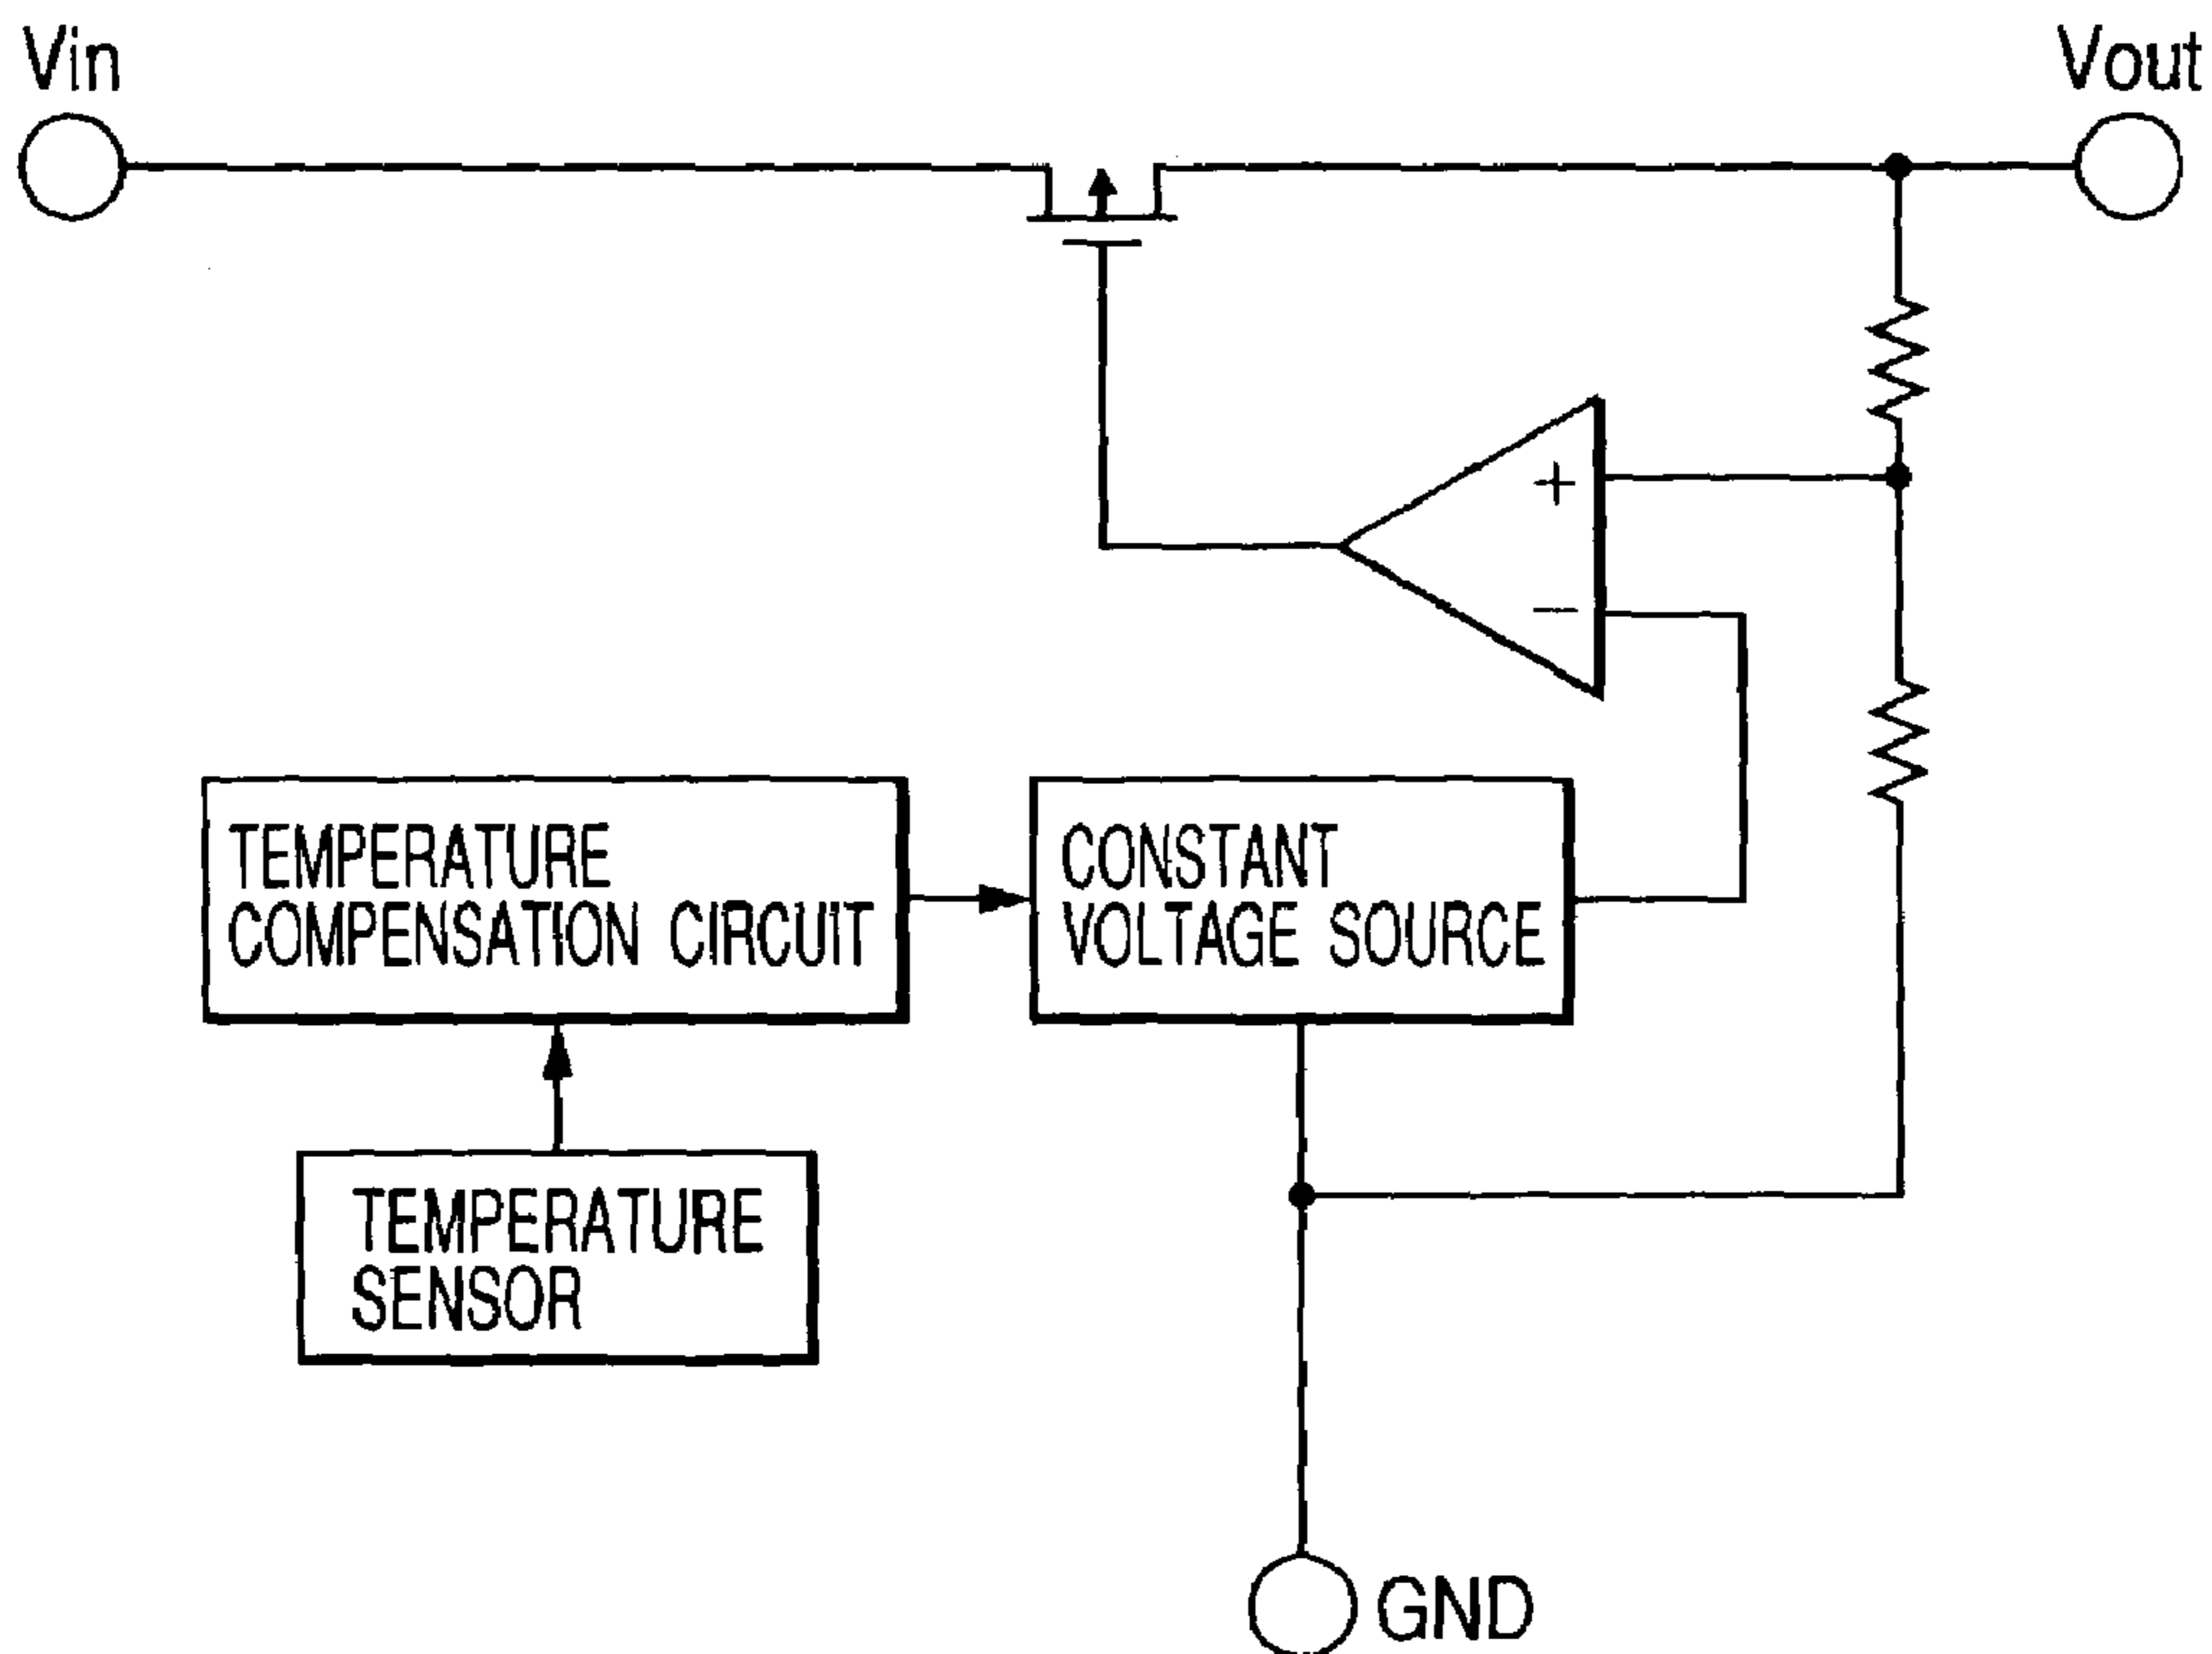 Vin
Vout
+
−
TEMPERATURE
COMPENSATION CIRCUIT
CONSTANT
VOLTAGE SOURCE
TEMPERATURE
SENSOR
GND